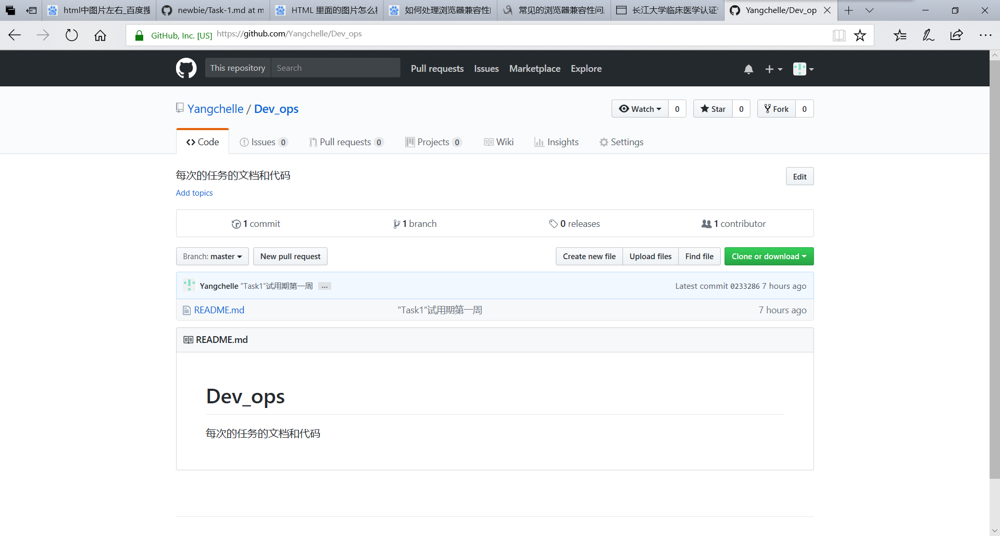 html中图片左右_百度搜
newbie/Task-1.md at m
HTML 里面的图片怎么
如何处理浏览器兼容性
常见的浏览器兼容性问
长江大学临床医学认证
Yangchelle/Dev_op
GitHub, Inc. [US] https://github.com/Yangchelle/Dev_ops
This repository Search Pull requests Issues Marketplace Explore
Yangchelle / Dev_ops
Watch 0 Star 0 Fork 0
Code Issues 0 Pull requests 0 Projects 0 Wiki Insights Settings
每次的任务的文档和代码 Edit
Add topics
1 commit 1 branch 0 releases 1 contributor
Branch: master New pull request Create new file Upload files Find file Clone or download
Yangchelle "Task1“试用期第一周 ... Latest commit 0233286 7 hours ago
README.md "Task1“试用期第一周 7 hours ago
README.md
Dev_ops
每次的任务的文档和代码